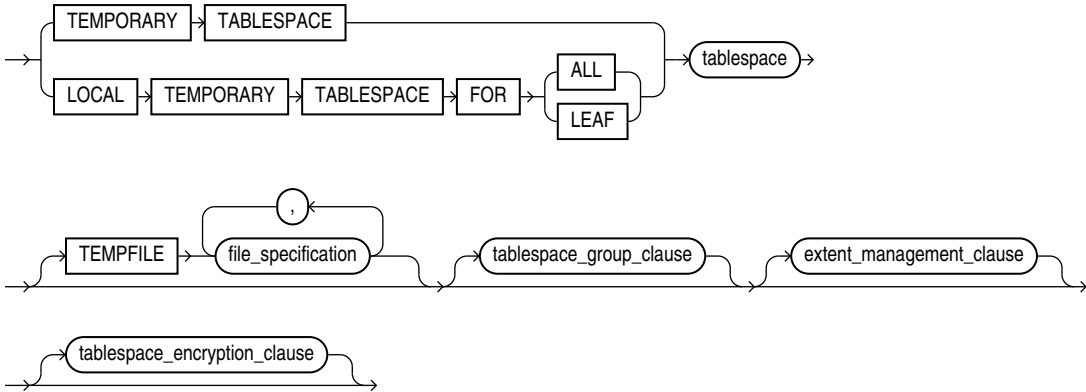 TEMPORARY TABLESPACE
LOCAL TEMPORARY TABLESPACE FOR ALL LEAF tablespace
,
TEMPFILE file_specification tablespace_group_clause extent_management_clause
tablespace_encryption_clause